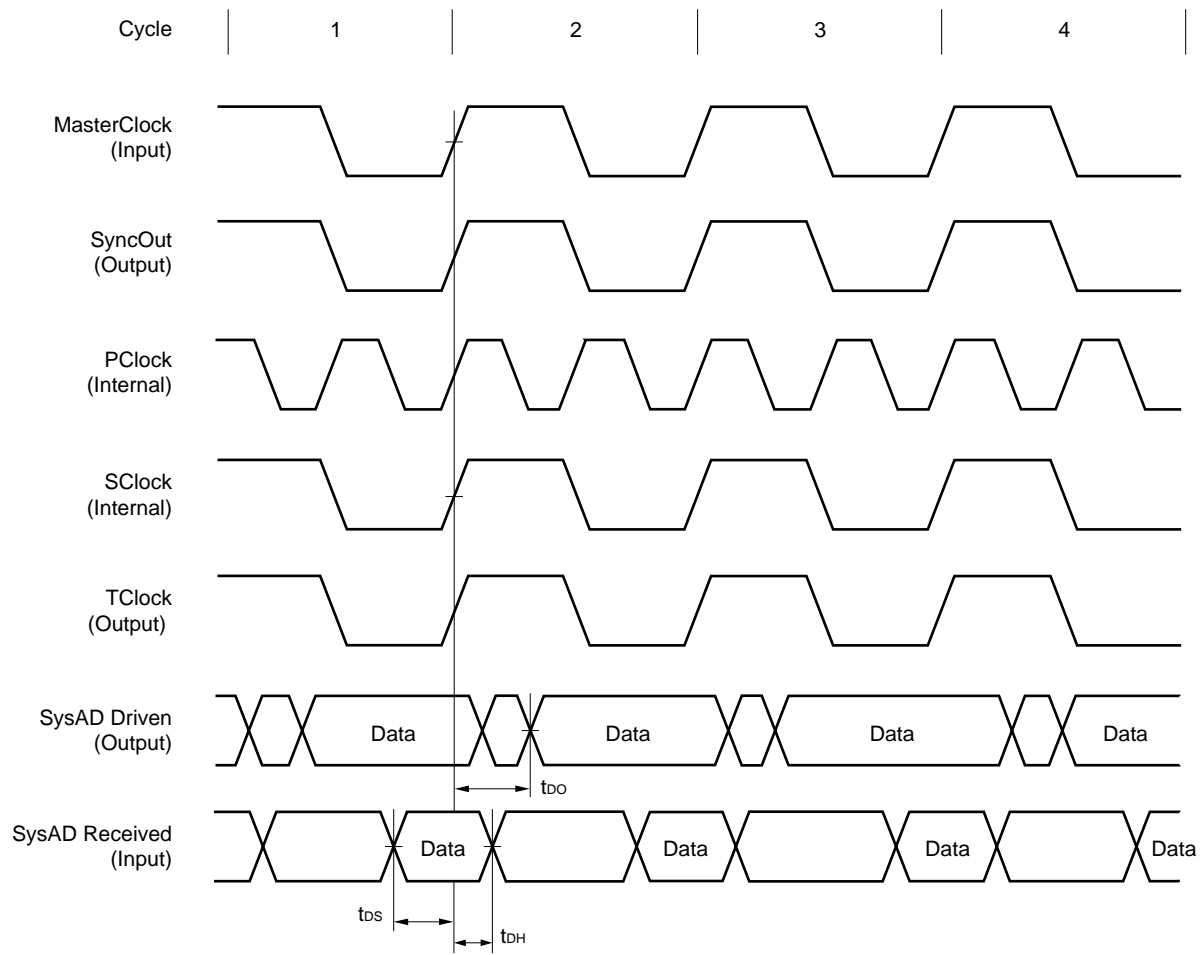 Cycle 1 2 3 4
MasterClock
(Input)
SyncOut
(Output)
PClock
(Internal)
SClock
(Internal)
TClock
(Output)
SysAD Driven
(Output)
Data Data Data Data
tDO
SysAD Received
(Input)
Data Data Data Data
tDS
tDH